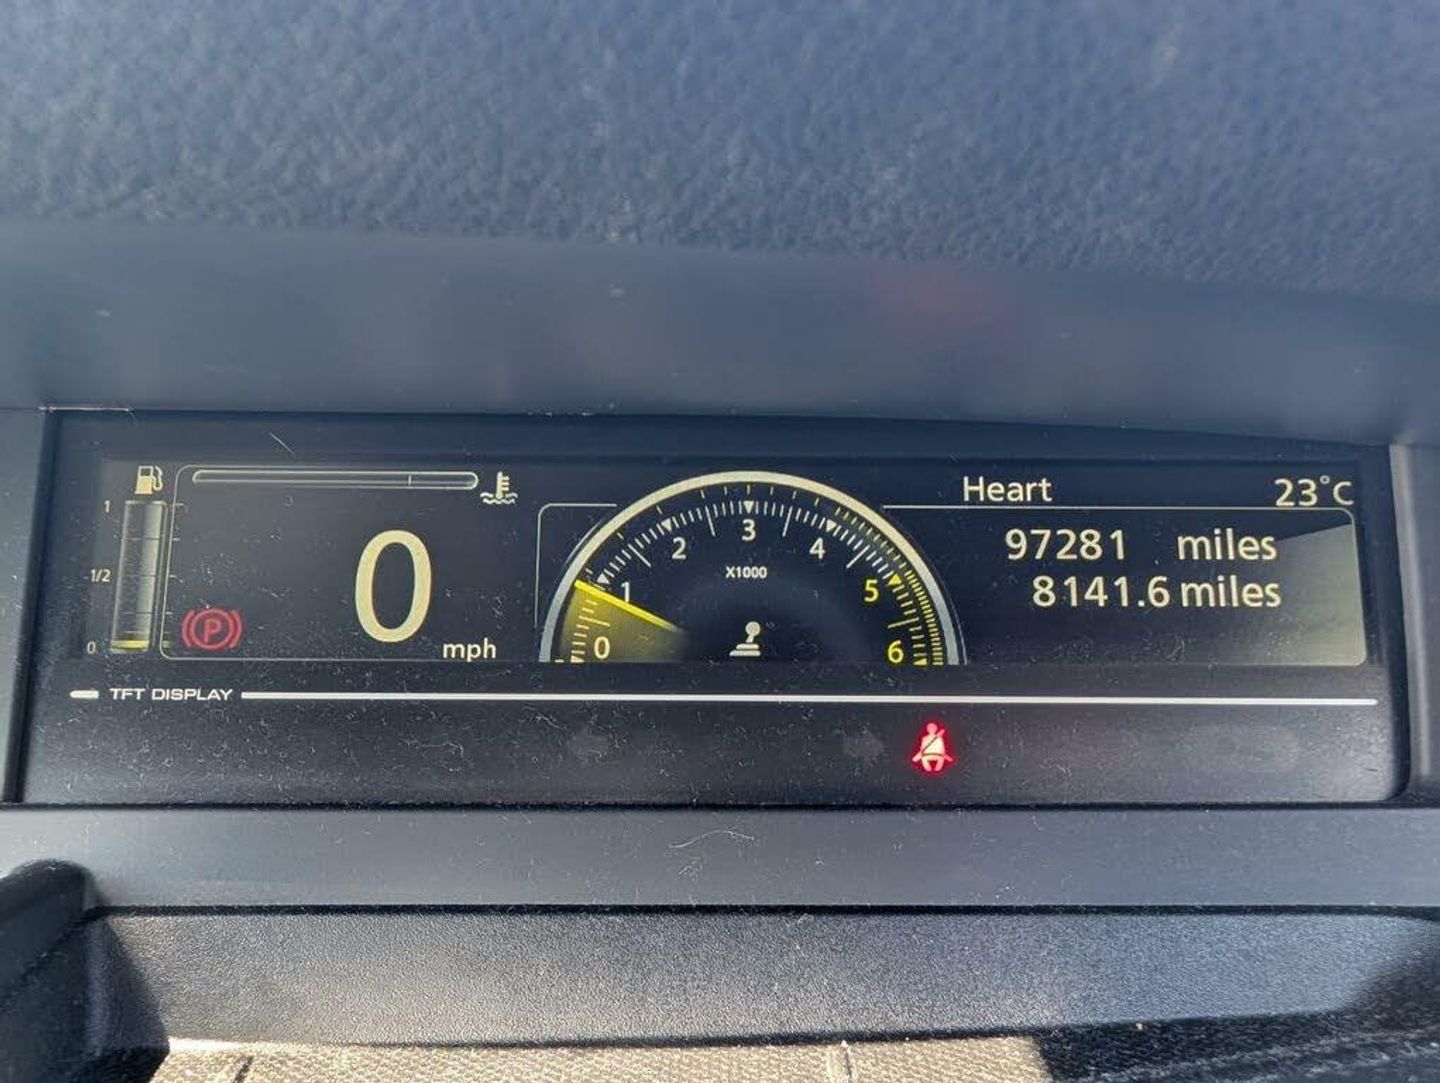 Heart 23°C
1
1/2
0
0 mph
0 1 2 3 4 5 6
X1000
97281 miles
8141.6 miles
P
TFT DISPLAY